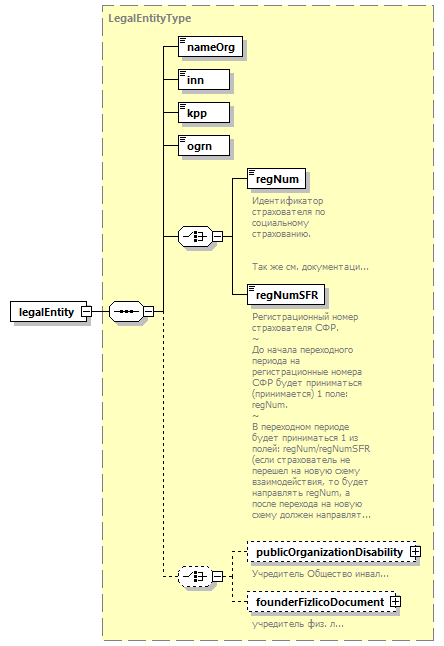 LegalEntityType
nameOrg
inn
kpp
ogrn
regNum
Идентификатор
страхователя по
социальному
страхованию.
Так же см. документаци...
legalEntity
regNumSFR
Регистрационный номер
страхователя СФР.
~
До начала переходного
периода на
регистрационные номера
СФР будет приниматься
(принимается) 1 поле:
regNum.
~
В переходном периоде
будет приниматься 1 из
полей: regNum/regNumSFR
(если страхователь не
перешел на новую схему
взаимодействия, то будет
направлять regNum, а
после перехода на новую
схему должен направлят...
publicOrganizationDisability
Учредитель Общество инвал...
founderFizlicoDocument
учредитель физ. л...